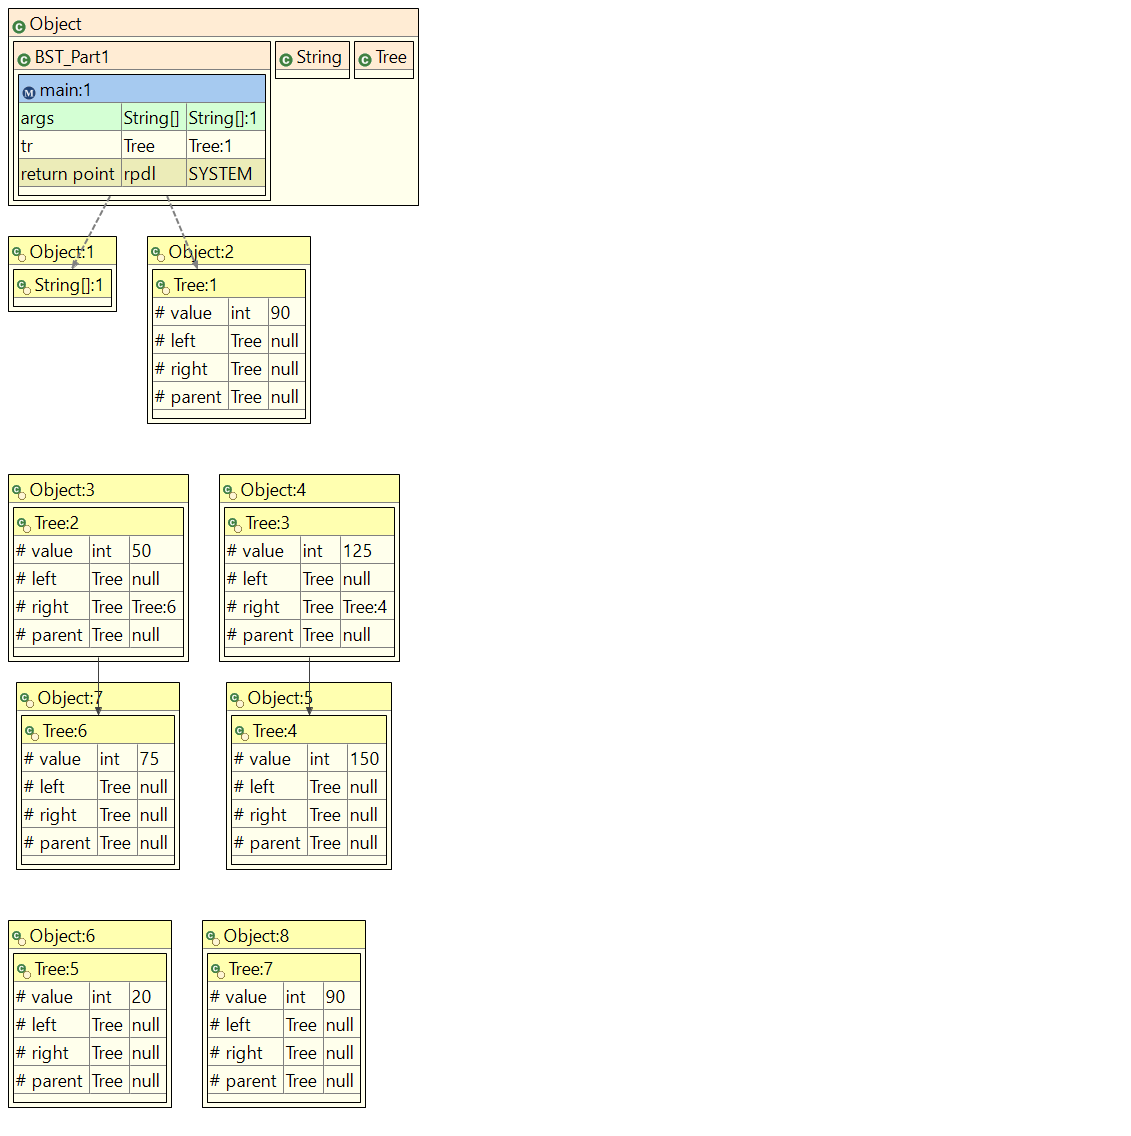 Object
BST_Part1 String Tree
main:1
args String[] String[]:1
tr Tree Tree:1
return point rpdl SYSTEM
Object:1 Object:2
String[]:1 Tree:1
# value int 90
# left Tree null
# right Tree null
# parent Tree null
Object:3 Object:4
Tree:2 Tree:3
# value int 50 # value int 125
# left Tree null # left Tree null
# right Tree Tree:6 # right Tree Tree:4
# parent Tree null # parent Tree null
Object:7 Object:5
Tree:6 Tree:4
# value int 75 # value int 150
# left Tree null # left Tree null
# right Tree null # right Tree null
# parent Tree null # parent Tree null
Object:6 Object:8
Tree:5 Tree:7
# value int 20 # value int 90
# left Tree null # left Tree null
# right Tree null # right Tree null
# parent Tree null # parent Tree null